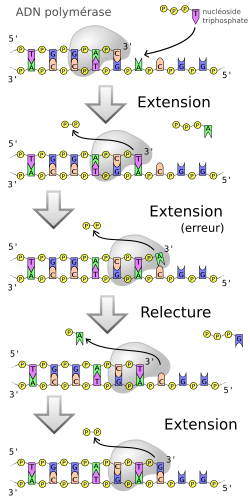 ADN polymérase
P P P T nucléoside
triphosphate
5'
3'
T G G A C
A C C T G A C G G
3'
5'
Extension
P P
P P P A
5'
3'
T G G A C T
A C C T G A C G G
3'
5'
Extension
(erreur)
P P
5'
3'
T G G A C T A
A C C T G A C G G
3'
5'
Relecture
P A
P P P G
5'
3'
T G G A C T
A C C T G A C G G
3'
5'
Extension
P P
5'
3'
T G G A C T G
A C C T G A C G G
3'
5'